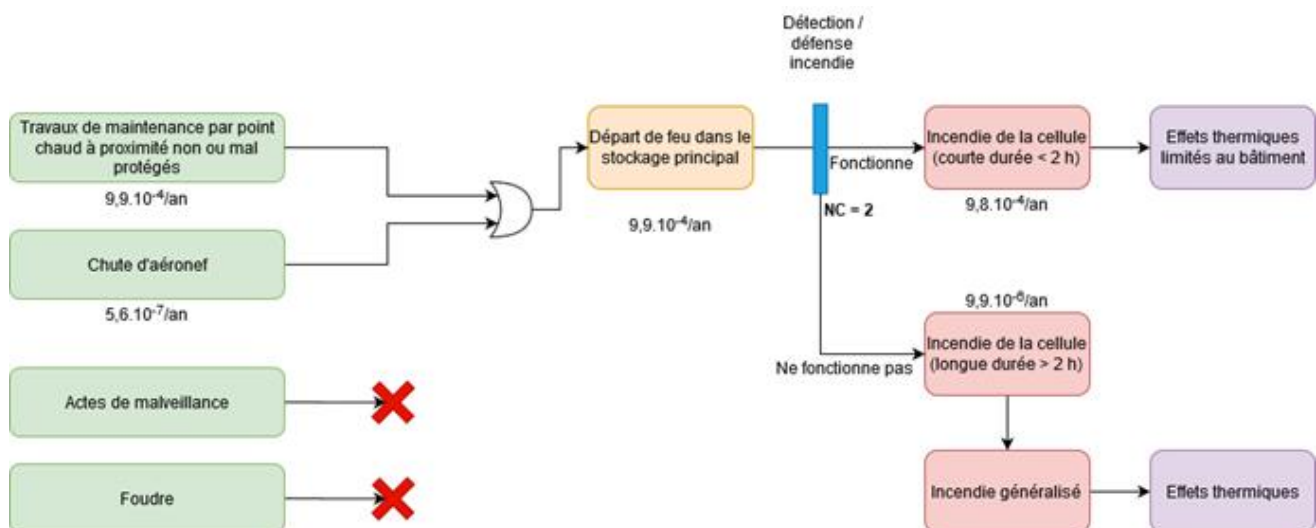 Détection /
défense
incendie
Travaux de maintenance par point
chaud à proximité non ou mal
protégés
9,9.10-4/an
Départ de feu dans le
stockage principal
9,9.10-4/an
Fonctionne
NC = 2
Incendie de la cellule
(courte durée < 2 h)
9,8.10-4/an
Effets thermiques
limités au bâtiment
Chute d'aéronef
5,6.10-7/an
9,9.10-6/an
Incendie de la cellule
(longue durée > 2 h)
Ne fonctionne pas
Actes de malveillance
Foudre
Incendie généralisé
Effets thermiques